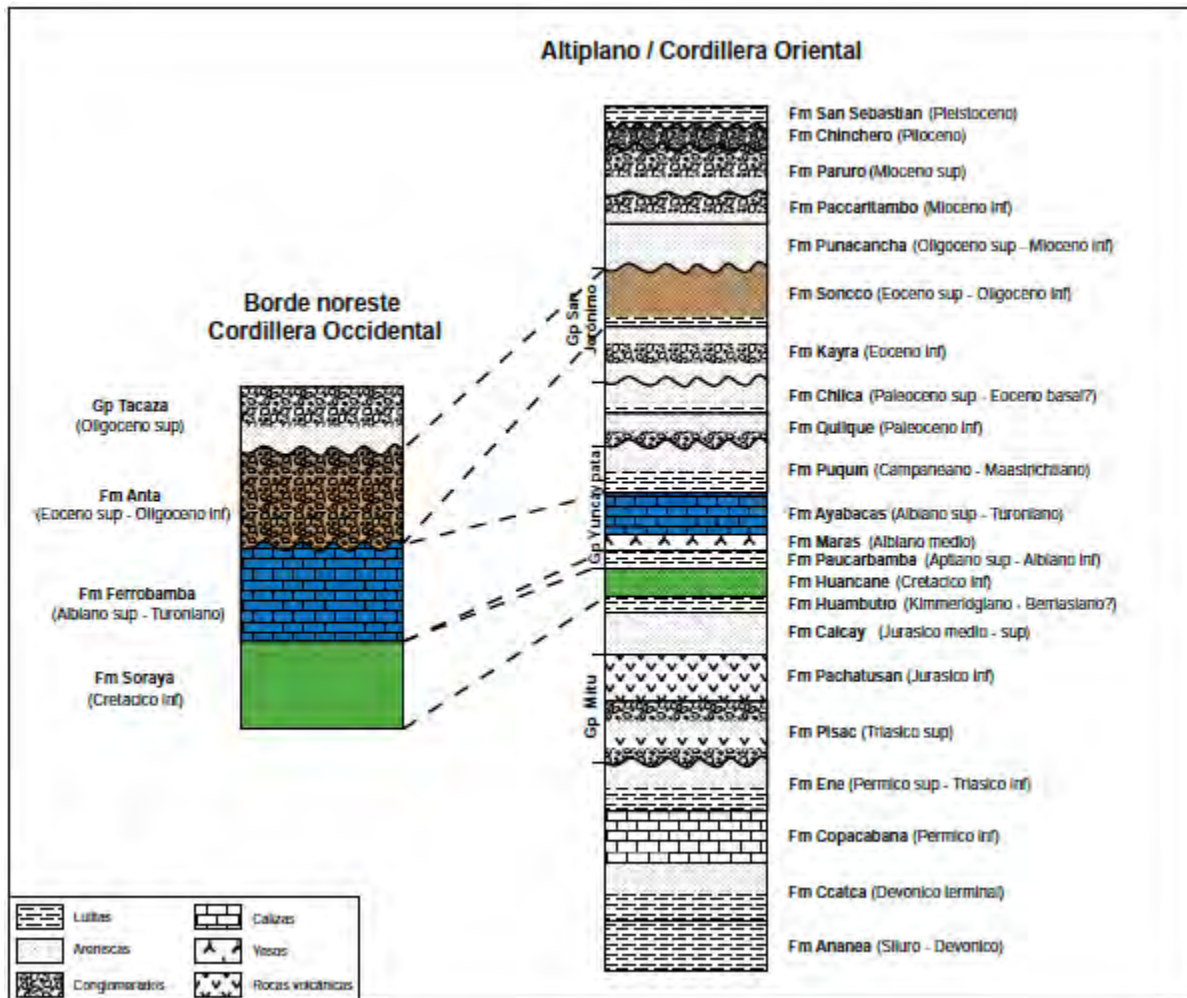 Altiplano / Cordillera Oriental
Fm San Sebastian (Pleistoceno)
Fm Chinchero (Plioceno)
Fm Paruro (Mioceno sup)
Fm Paccaritambo (Mioceno inf)
Fm Punacancha (Oligoceno sup - Mioceno inf)
Fm Soncco (Eoceno sup - Oligoceno inf)
Fm Kayra (Eoceno inf)
Fm Chilca (Paleoceno sup - Eoceno basal?)
Fm Quilque (Paleoceno inf)
Fm Puquin (Campaneano - Maastrichtiano)
Fm Ayabacas (Albiano sup - Turoniano)
Fm Maras (Albiano medio)
Fm Paucarbamba (Aptiano sup - Albiano inf)
Fm Huancane (Cretacico inf)
Fm Huambutio (Kimmeridgiano - Berriasiano?)
Fm Caicay (Jurasico medio - sup)
Fm Pachatusan (Jurasico inf)
Fm Pisac (Triasico sup)
Fm Ene (Permico sup - Triasico inf)
Fm Copacabana (Permico inf)
Fm Ccatca (Devonico terminal)
Fm Ananea (Siluro - Devonico)
Gp San
Jerónimo
Gp Yuncaypata
Gp Mitu
Borde noreste
Cordillera Occidental
Gp Tacaza
(Oligoceno sup)
Fm Anta
(Eoceno sup - Oligoceno inf)
Fm Ferrobamba
(Albiano sup - Turoniano)
Fm Soraya
(Cretacico inf)
Lutitas
Areniscas
Conglomerados
Calizas
Yesos
Rocas volcánicas